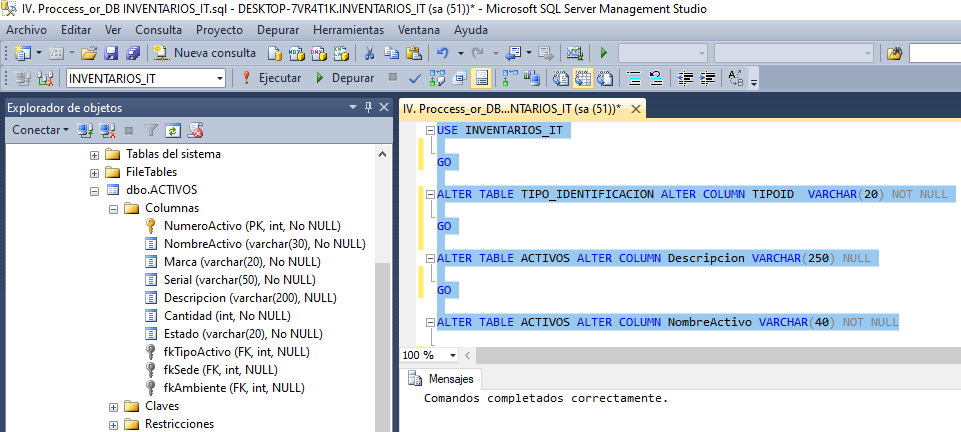 IV. Proccess_or_DB INVENTARIOS_IT.sql - DESKTOP-7VR4T1K.INVENTARIOS_IT (sa (51))* - Microsoft SQL Server Management Studio
Archivo Editar Ver Consulta Proyecto Depurar Herramientas Ventana Ayuda
Nueva consulta
INVENTARIOS_IT Ejecutar Depurar
Explorador de objetos
Conectar
Tablas del sistema
FileTables
dbo.ACTIVOS
Columnas
NumeroActivo (PK, int, No NULL)
NombreActivo (varchar(30), No NULL)
Marca (varchar(20), No NULL)
Serial (varchar(50), No NULL)
Descripcion (varchar(200), NULL)
Cantidad (int, No NULL)
Estado (varchar(20), No NULL)
fkTipoActivo (FK, int, NULL)
fkSede (FK, int, NULL)
fkAmbiente (FK, int, NULL)
Claves
Restricciones
IV. Proccess_or_DB...NTARIOS_IT (sa (51))*
USE INVENTARIOS_IT
GO
ALTER TABLE TIPO_IDENTIFICACION ALTER COLUMN TIPOID VARCHAR(20) NOT NULL
GO
ALTER TABLE ACTIVOS ALTER COLUMN Descripcion VARCHAR(250) NULL
GO
ALTER TABLE ACTIVOS ALTER COLUMN NombreActivo VARCHAR(40) NOT NULL
100 %
Mensajes
Comandos completados correctamente.